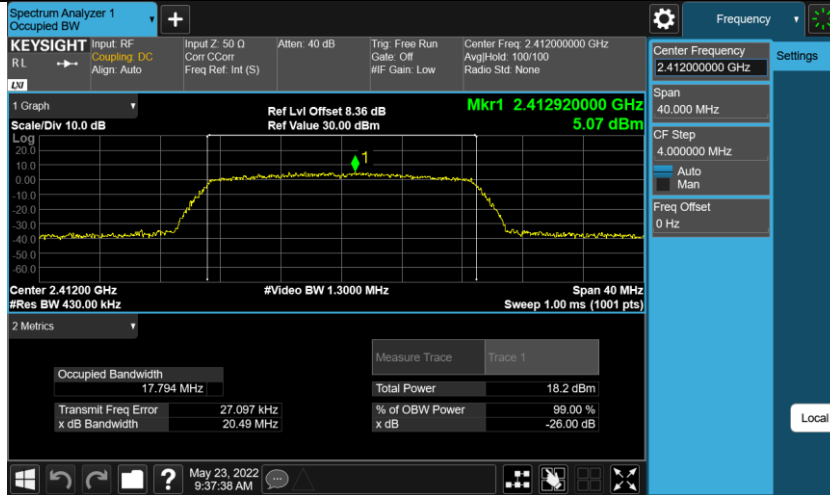 Spectrum Analyzer 1
Occupied BW
+
Frequency
KEYSIGHT
RL
LXI
Input: RF
Coupling: DC
Align: Auto
Input Z: 50 Ω
Corr CCorr
Freq Ref: Int (S)
Atten: 40 dB
Trig: Free Run
Gate: Off
#IF Gain: Low
Center Freq: 2.412000000 GHz
Avg|Hold: 100/100
Radio Std: None
Center Frequency
2.412000000 GHz
Settings
Span
40.000 MHz
CF Step
4.000000 MHz
Auto
Man
Freq Offset
0 Hz
Local
1 Graph
Scale/Div 10.0 dB
Ref Lvl Offset 8.36 dB
Ref Value 30.00 dBm
Mkr1 2.412920000 GHz
5.07 dBm
Log
20.0
10.0
0.00
-10.0
-20.0
-30.0
-40.0
-50.0
-60.0
1
Center 2.41200 GHz
#Res BW 430.00 kHz
#Video BW 1.3000 MHz
Span 40 MHz
Sweep 1.00 ms (1001 pts)
2 Metrics
Measure Trace
Trace 1
Occupied Bandwidth
17.794 MHz
Total Power
18.2 dBm
Transmit Freq Error
27.097 kHz
% of OBW Power
99.00 %
x dB Bandwidth
20.49 MHz
x dB
-26.00 dB
?
May 23, 2022
9:37:38 AM